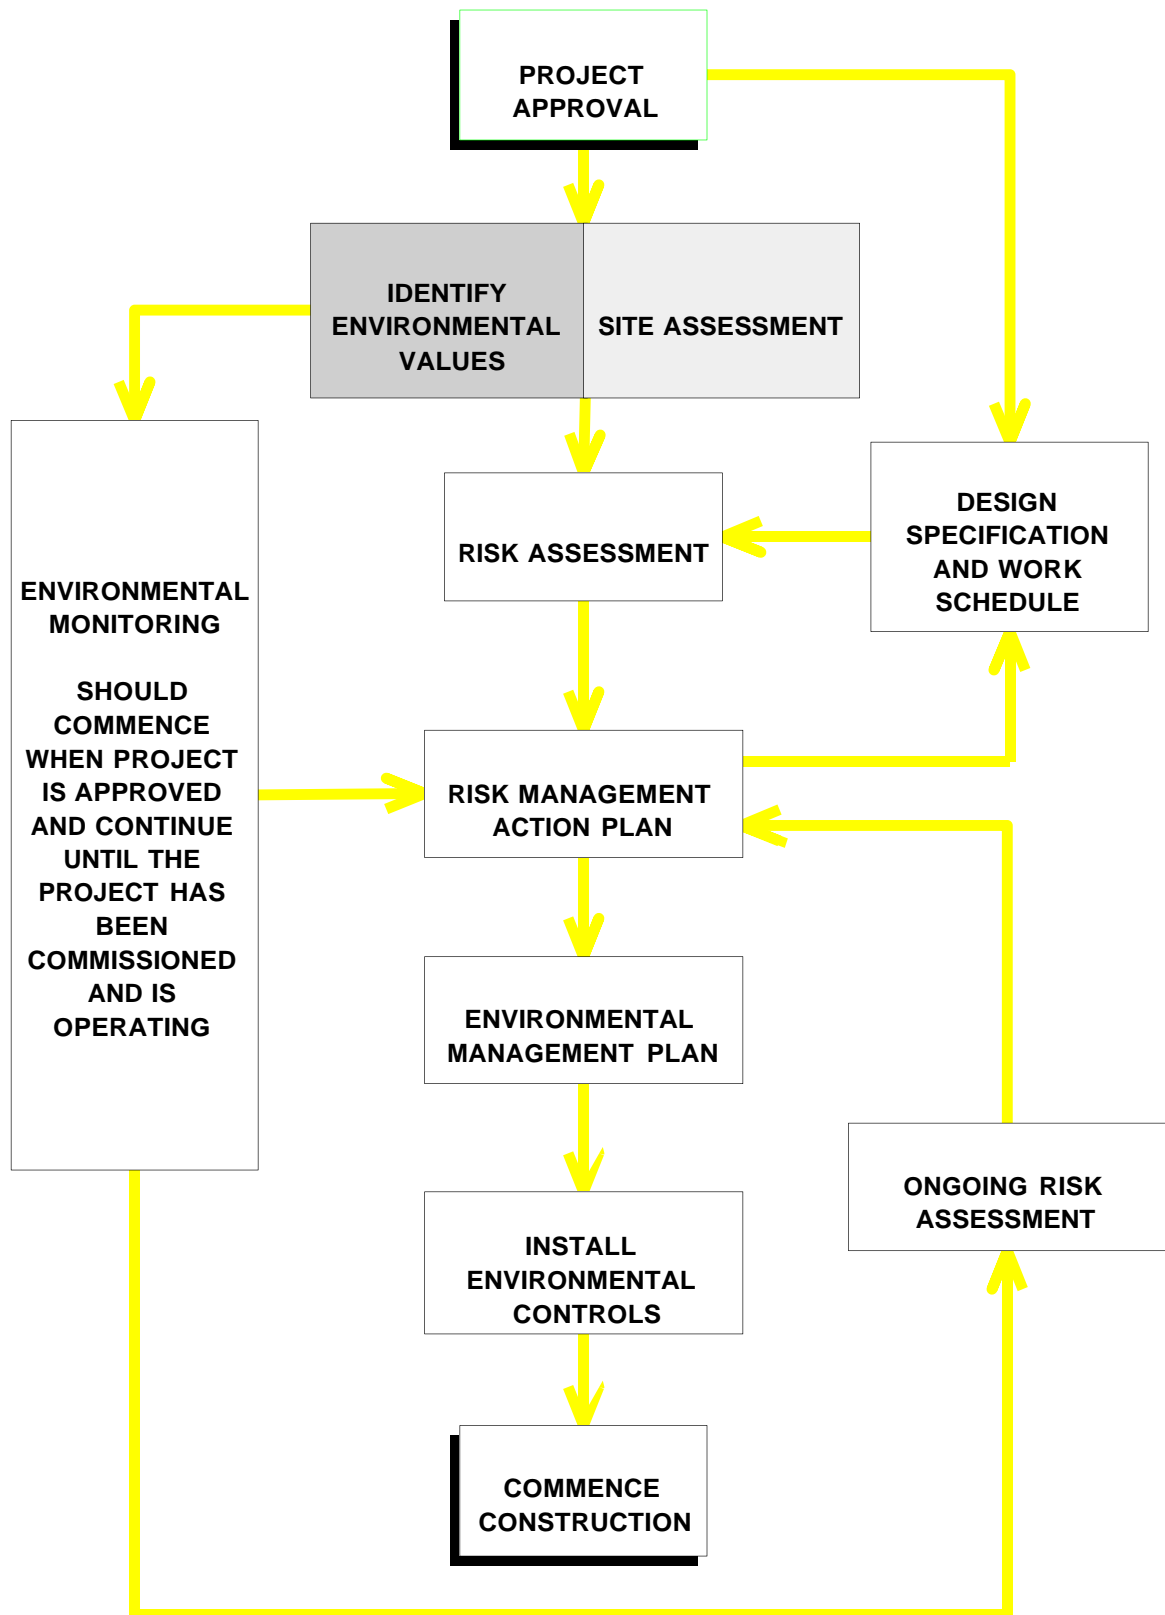 PROJECT
APPROVAL
IDENTIFY
ENVIRONMENTAL
VALUES
SITE ASSESSMENT
DESIGN
SPECIFICATION
AND WORK
SCHEDULE
RISK ASSESSMENT
ENVIRONMENTAL
MONITORING
SHOULD
COMMENCE
WHEN PROJECT
IS APPROVED
AND CONTINUE
UNTIL THE
PROJECT HAS
BEEN
COMMISSIONED
AND IS
OPERATING
RISK MANAGEMENT
ACTION PLAN
ENVIRONMENTAL
MANAGEMENT PLAN
ONGOING RISK
ASSESSMENT
INSTALL
ENVIRONMENTAL
CONTROLS
COMMENCE
CONSTRUCTION